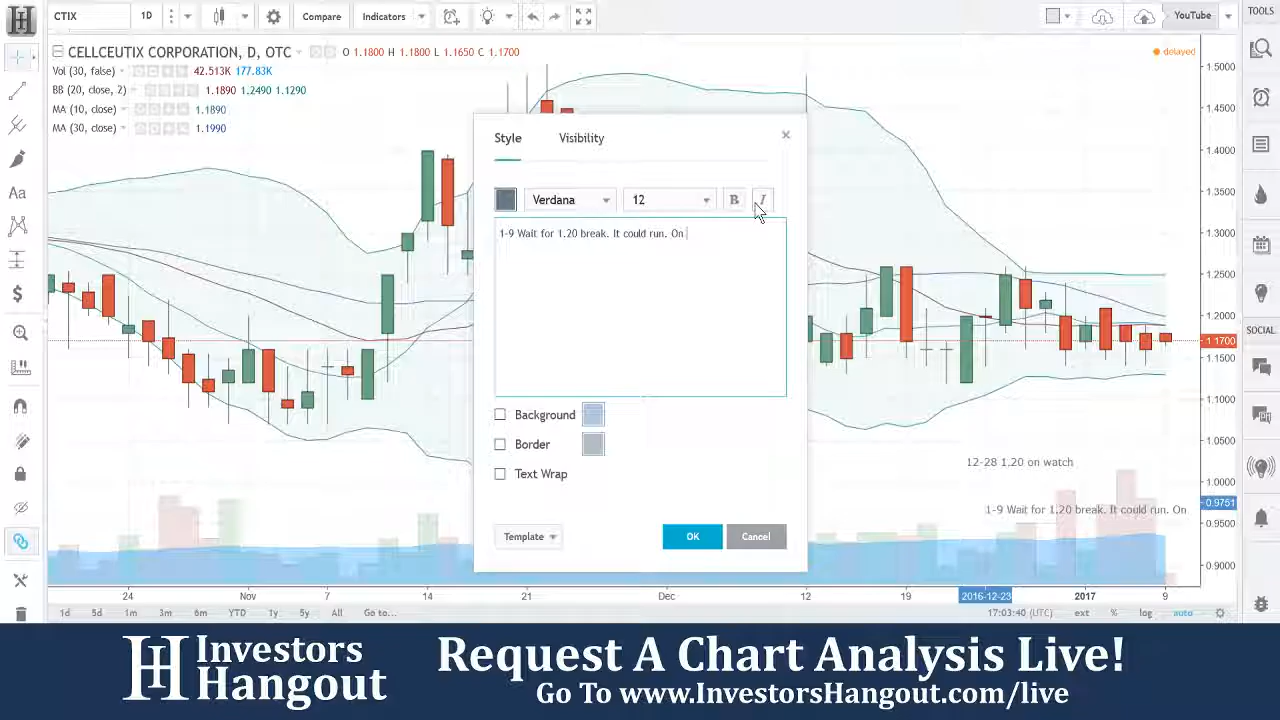 CTIX
1D
Compare
Indicators
YouTube
TOOLS
CELLCEUTIX CORPORATION, D, OTC
O 1.1800 H 1.1800 L 1.1650 C 1.1700
delayed
Vol (30, false)
42.513K 177.83K
BB (20, close, 2)
1.1890 1.2490 1.1290
MA (10, close)
1.1890
MA (30, close)
1.1990
Style
Visibility
×
Verdana
12
B
I
1-9 Wait for 1.20 break. It could run. On
Background
Border
Text Wrap
Template
OK
Cancel
1.5000
1.4500
1.4000
1.3500
1.3000
1.2500
1.2000
1.1700
1.1500
1.1000
1.0500
1.0000
0.9751
0.9500
0.9000
SOCIAL
Aa
$
12-28 1.20 on watch
1-9 Wait for 1.20 break. It could run. On
24
Nov
7
14
21
Dec
12
19
2016-12-23
2017
9
1d
5d
1m
3m
6m
YTD
1y
5y
All
Go to...
17:03:40 (UTC)
ext
%
log
auto
Investors
Hangout
Request A Chart Analysis Live!
Go To www.InvestorsHangout.com/live